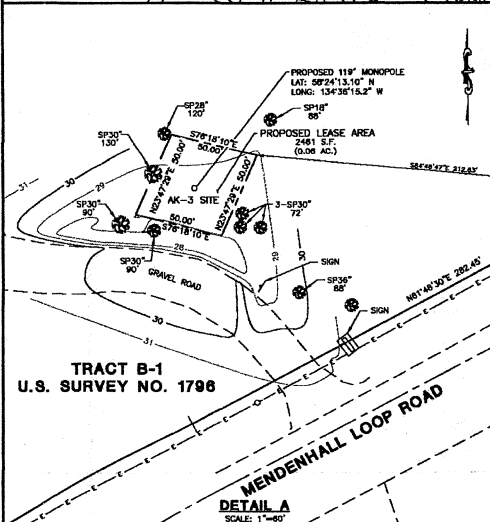 PROPOSED 119' MONOPOLE
LAT: 58°24'13.10" N
LONG: 134°36'15.2" W
SP28"
120'
SP18"
88'
SP30"
130'
S76°18'10"E
50.00'
PROPOSED LEASE AREA
2461 S.F.
(0.06 AC.)
S84°48'47"E 212.63'
31
30
29
N23°47'29"E 50.00'
AK-3 SITE
N23°47'29"E 50.00'
SP30"
90'
50.00'
S76°18'10"E
3-SP30"
72'
SP30"
90'
28
29
30
SIGN
GRAVEL ROAD
SP36"
88'
30
31
SIGN
N61°48'30"E 282.45'
TRACT B-1
U.S. SURVEY NO. 1796
E
E
E
E
E
E
E
MENDENHALL LOOP ROAD
DETAIL A
SCALE: 1"=60'